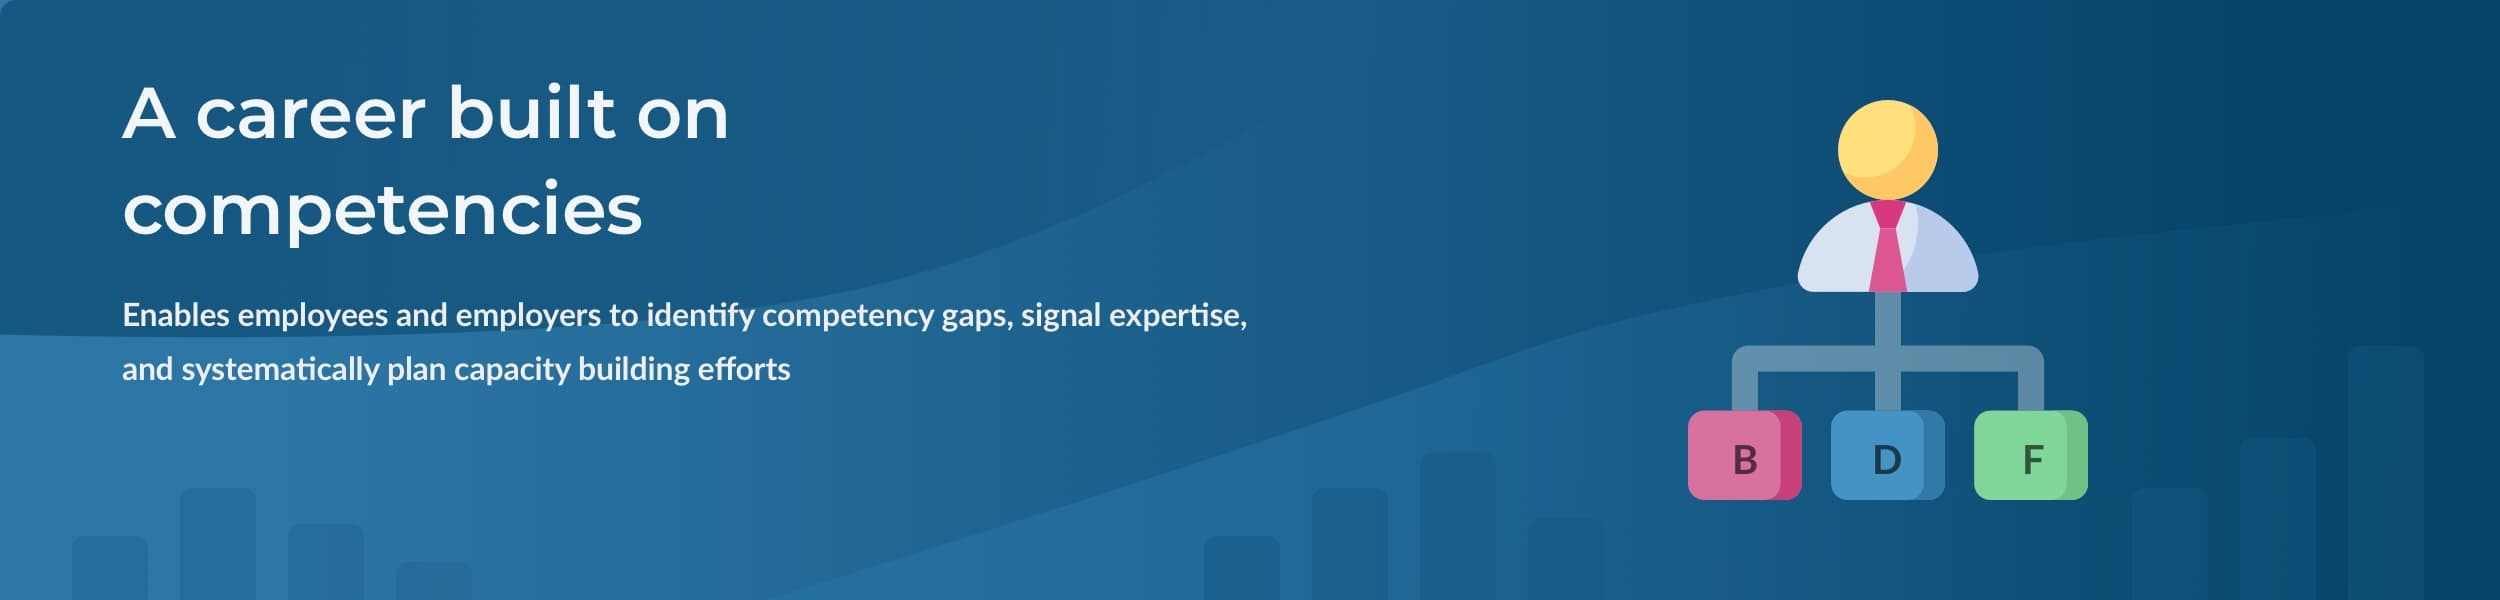 A career built on
competencies
Enables employees and employers to identify competency gaps, signal expertise,
and systematically plan capacity building efforts
B D F